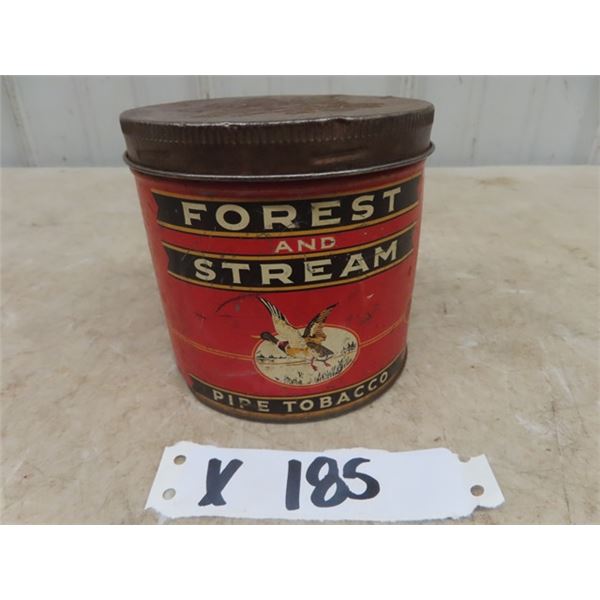 FOREST
AND
STREAM
PIPE TOBACCO
X 185